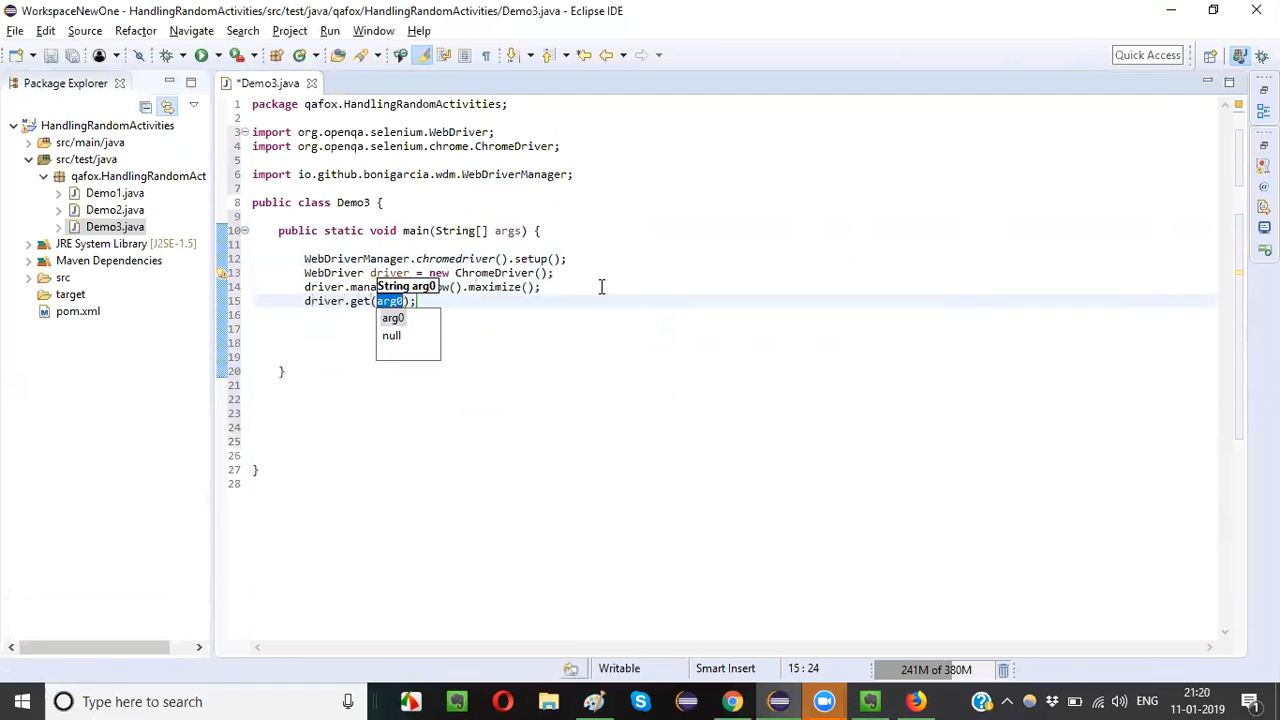 WorkspaceNewOne - HandlingRandomActivities/src/test/java/qafox/HandlingRandomActivities/Demo3.java - Eclipse IDE
File Edit Source Refactor Navigate Search Project Run Window Help
Quick Access
Package Explorer
*Demo3.java
HandlingRandomActivities
src/main/java
src/test/java
qafox.HandlingRandomAct
Demo1.java
Demo2.java
Demo3.java
JRE System Library [J2SE-1.5]
Maven Dependencies
src
target
pom.xml
1 package qafox.HandlingRandomActivities;
2
3 import org.openqa.selenium.WebDriver;
4 import org.openqa.selenium.chrome.ChromeDriver;
5
6 import io.github.bonigarcia.wdm.WebDriverManager;
7
8 public class Demo3 {
9
10 public static void main(String[] args) {
11
12 WebDriverManager.chromedriver().setup();
13 WebDriver driver = new ChromeDriver();
14 driver.mana ow().maximize();
String arg0
15 driver.get(arg0);
16
arg0
17
null
18
19
20 }
21
22
23
24
25
26
27 }
28
Writable Smart Insert 15 : 24 241M of 380M
Type here to search
ENG
21:20
11-01-2019
1